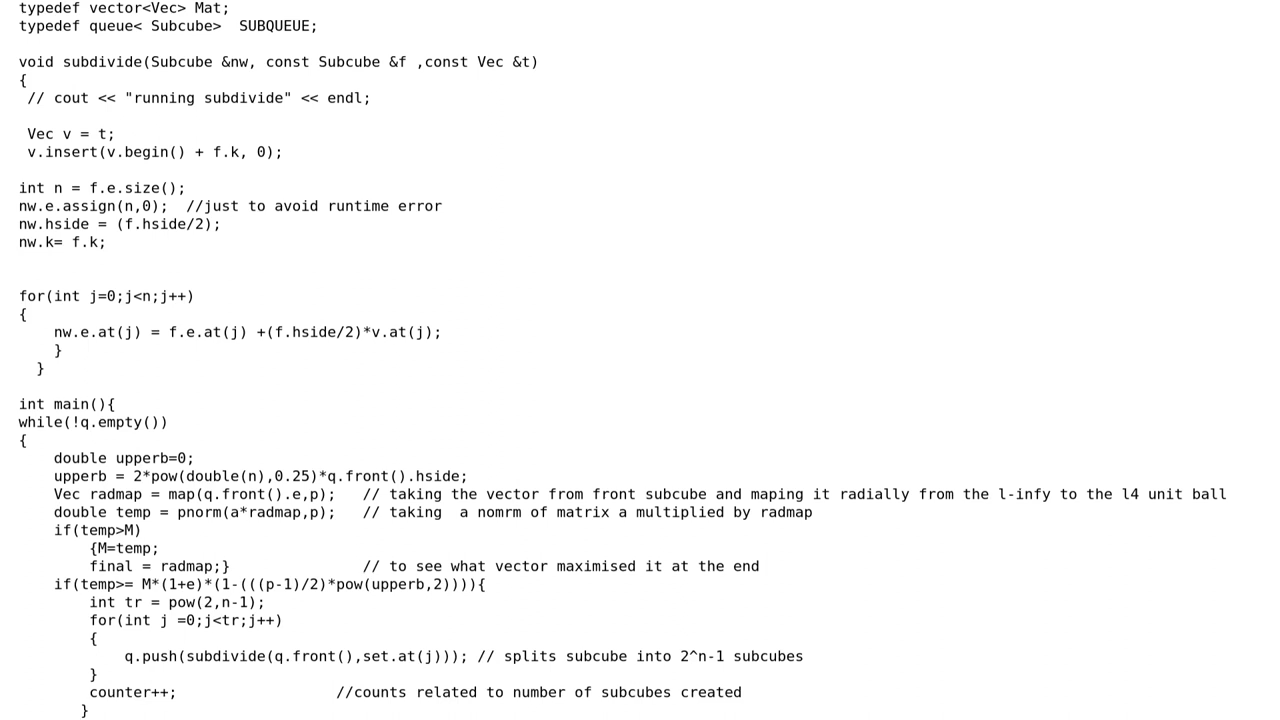 typedef vector<Vec> Mat;
typedef queue< Subcube>  SUBQUEUE;
void subdivide(Subcube &nw, const Subcube &f ,const Vec &t)
{
// cout << "running subdivide" << endl;
Vec v = t;
v.insert(v.begin() + f.k, 0);
int n = f.e.size();
nw.e.assign(n,0);  //just to avoid runtime error
nw.hside = (f.hside/2);
nw.k= f.k;
for(int j=0;j<n;j++)
{
nw.e.at(j) = f.e.at(j) +(f.hside/2)*v.at(j);
}
}
int main(){
while(!q.empty())
{
double upperb=0;
upperb = 2*pow(double(n),0.25)*q.front().hside;
Vec radmap = map(q.front().e,p);   // taking the vector from front subcube and maping it radially from the l-infy to the l4 unit ball
double temp = pnorm(a*radmap,p);   // taking  a nomrm of matrix a multiplied by radmap
if(temp>M)
{M=temp;
final = radmap;}               // to see what vector maximised it at the end
if(temp>= M*(1+e)*(1-(((p-1)/2)*pow(upperb,2)))){
int tr = pow(2,n-1);
for(int j =0;j<tr;j++)
{
q.push(subdivide(q.front(),set.at(j))); // splits subcube into 2^n-1 subcubes
}
counter++;                  //counts related to number of subcubes created
}